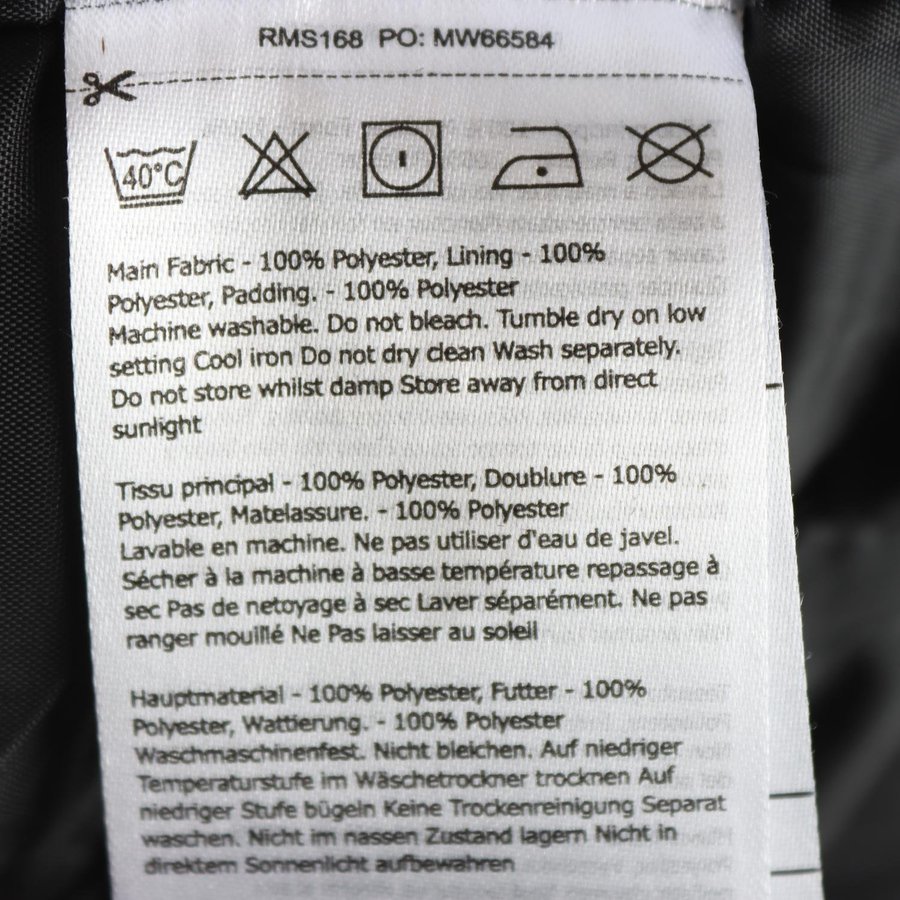 RMS168 PO: MW66584
40°C
Main Fabric - 100% Polyester, Lining - 100%
Polyester, Padding. - 100% Polyester
Machine washable. Do not bleach. Tumble dry on low
setting Cool iron Do not dry clean Wash separately.
Do not store whilst damp Store away from direct
sunlight
Tissu principal - 100% Polyester, Doublure - 100%
Polyester, Matelassure. - 100% Polyester
Lavable en machine. Ne pas utiliser d'eau de javel.
Sécher à la machine à basse température repassage à
sec Pas de netoyage à sec Laver séparément. Ne pas
ranger mouillé Ne Pas laisser au soleil
Hauptmaterial - 100% Polyester, Futter - 100%
Polyester, Wattierung. - 100% Polyester
Waschmaschinenfest. Nicht bleichen. Auf niedriger
Temperaturstufe im Wäschetrockner trocknen Auf
niedriger Stufe bügeln Keine Trockenreinigung Separat
waschen. Nicht im nassen Zustand lagern Nicht in
direktem Sonnenlicht aufbewahren